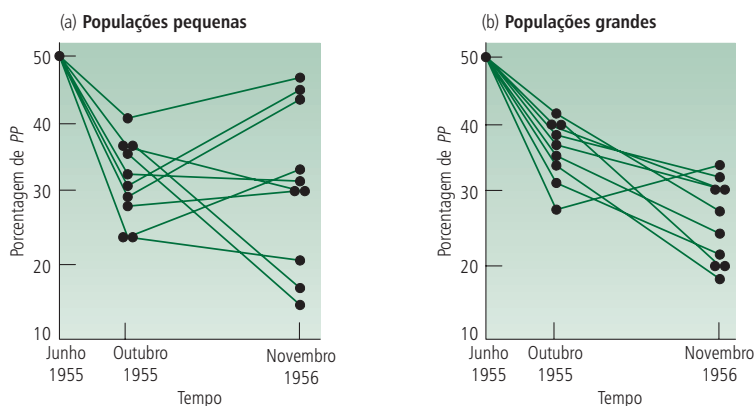 (a) Populações pequenas
50
40
30
20
10
Porcentagem de PP
Junho
1955
Outubro
1955
Novembro
1956
Tempo
(b) Populações grandes
50
40
30
20
10
Porcentagem de PP
Junho
1955
Outubro
1955
Novembro
1956
Tempo